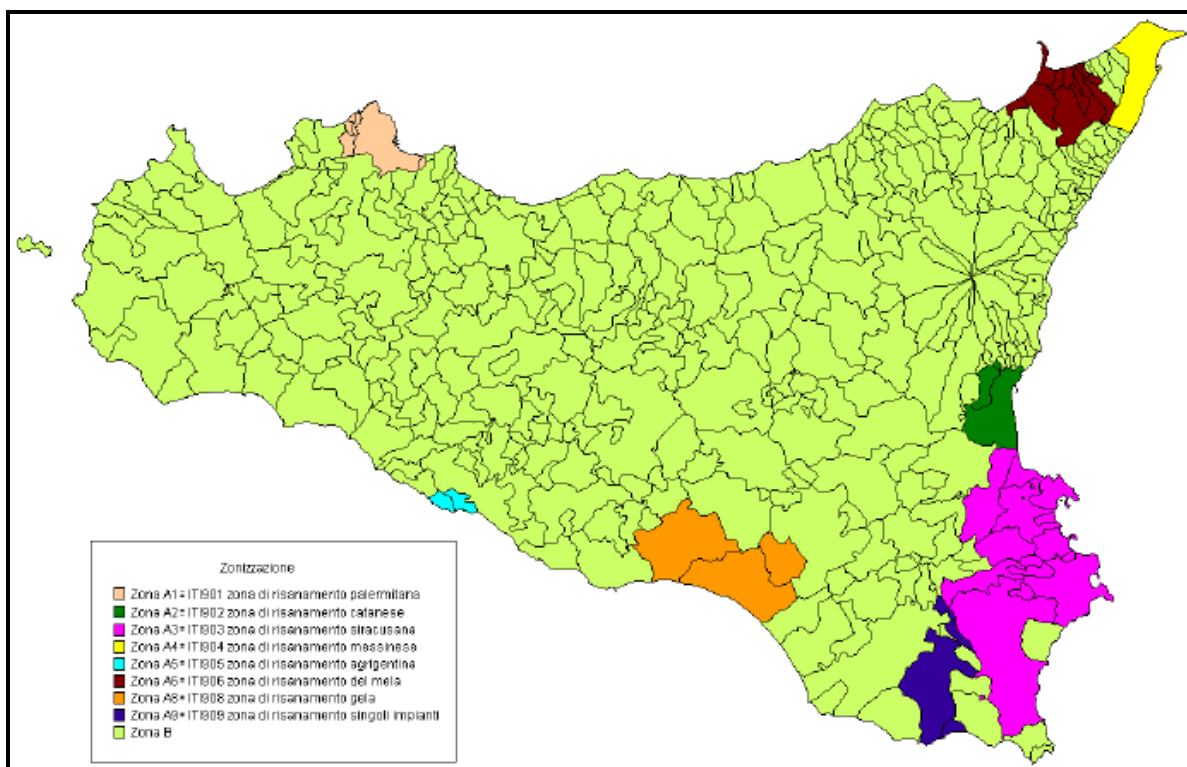 Zonizzazione
Zona A1= IT1901 zona di risanamento palermitana
Zona A2= IT1902 zona di risanamento catanese
Zona A3= IT1903 zona di risanamento siracusana
Zona A4= IT1904 zona di risanamento messinese
Zona A5= IT1905 zona di risanamento agrigentina
Zona A6= IT1906 zona di risanamento del mela
Zona A8= IT1908 zona di risanamento gela
Zona A9= IT1909 zona di risanamento singoli impianti
Zona B